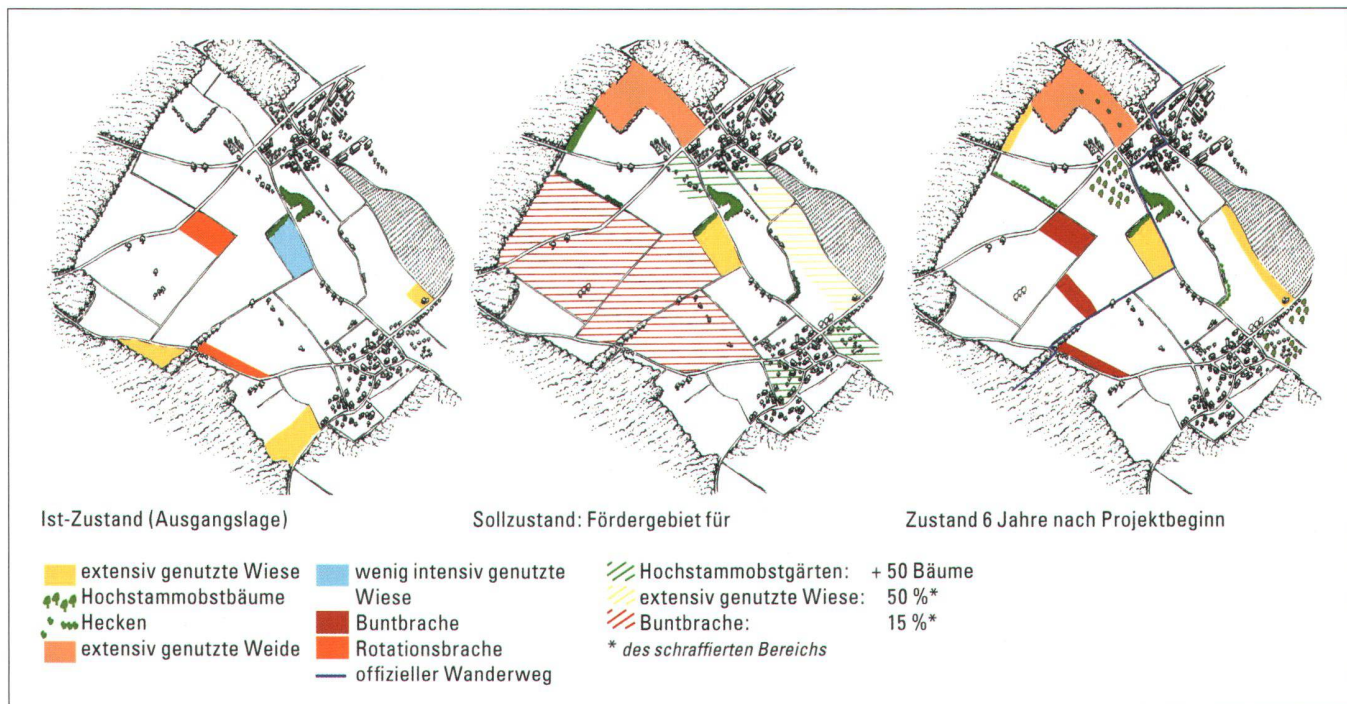 Ist-Zustand (Ausgangslage)
Sollzustand: Fördergebiet für
Zustand 6 Jahre nach Projektbeginn
extensiv genutzte Wiese
Hochstammobstbäume
Hecken
extensiv genutzte Weide
wenig intensiv genutzte
Wiese
Buntbrache
Rotationsbrache
offizieller Wanderweg
Hochstammobstgärten: + 50 Bäume
extensiv genutzte Wiese: 50 %*
Buntbrache: 15 %*
* des schraffierten Bereichs